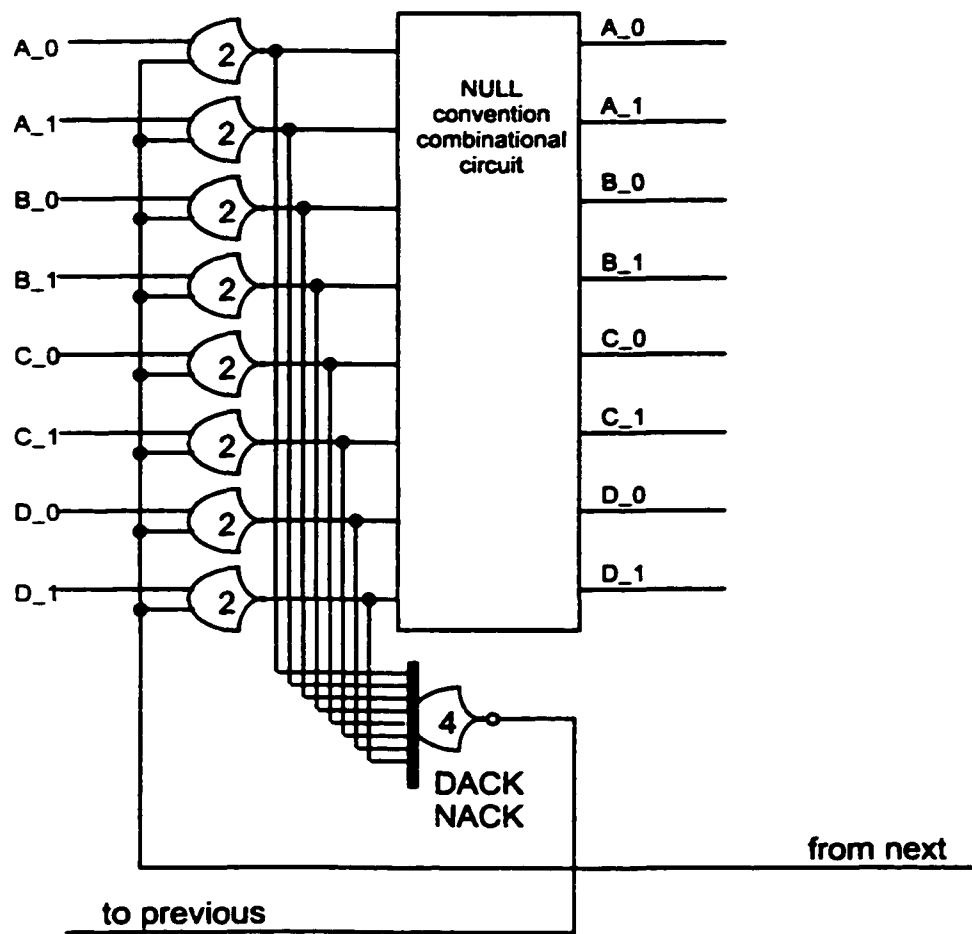 A_0
2
A_0
NULL
convention
combinational
circuit
A_1
2
A_1
B_0
2
B_0
B_1
2
B_1
C_0
2
C_0
C_1
2
C_1
D_0
2
D_0
D_1
2
D_1
4
DACK
NACK
from next
to previous